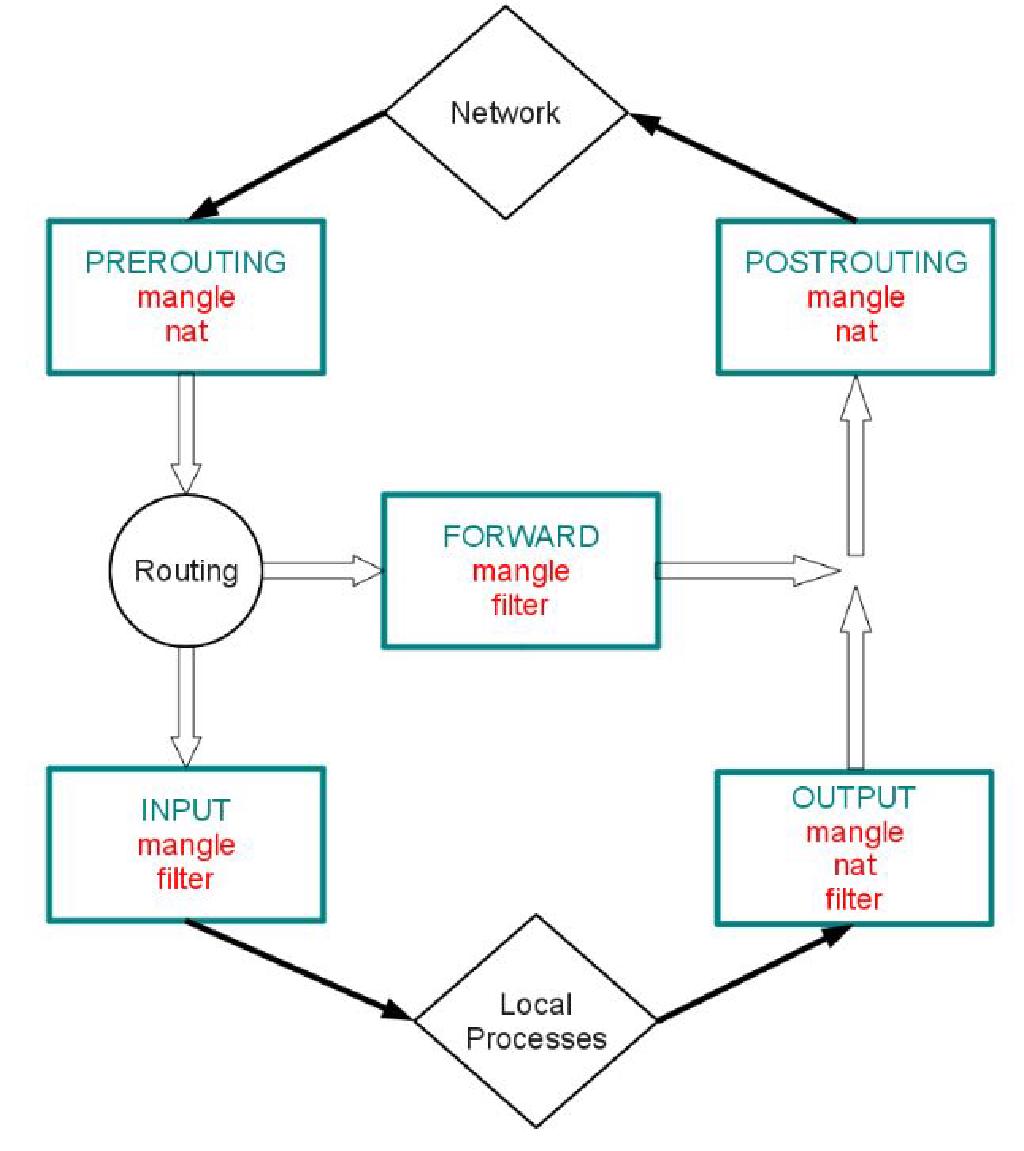 Network
PREROUTING
mangle
nat
POSTROUTING
mangle
nat
Routing
FORWARD
mangle
filter
INPUT
mangle
filter
OUTPUT
mangle
nat
filter
Local
Processes